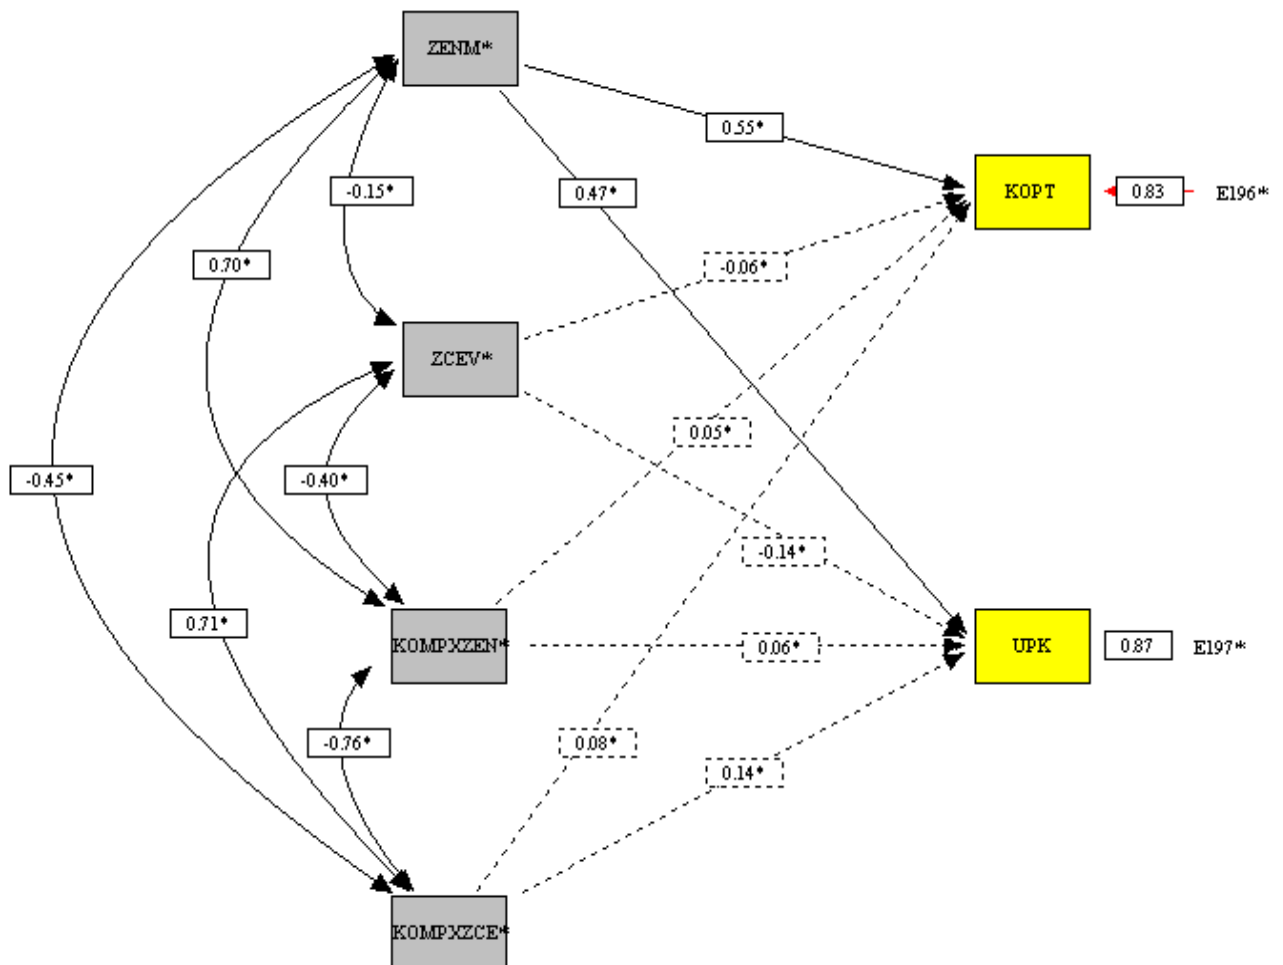 ZENM*
0.55*
-0.15*
0.47*
KOPT
0.83
E196*
0.70*
-0.06*
ZCEV*
0.05*
-0.45*
-0.40*
-0.14*
0.71*
KOMPXZEN*
0.06*
UPK
0.87
E197*
-0.76*
0.08*
0.14*
KOMPXZCE*